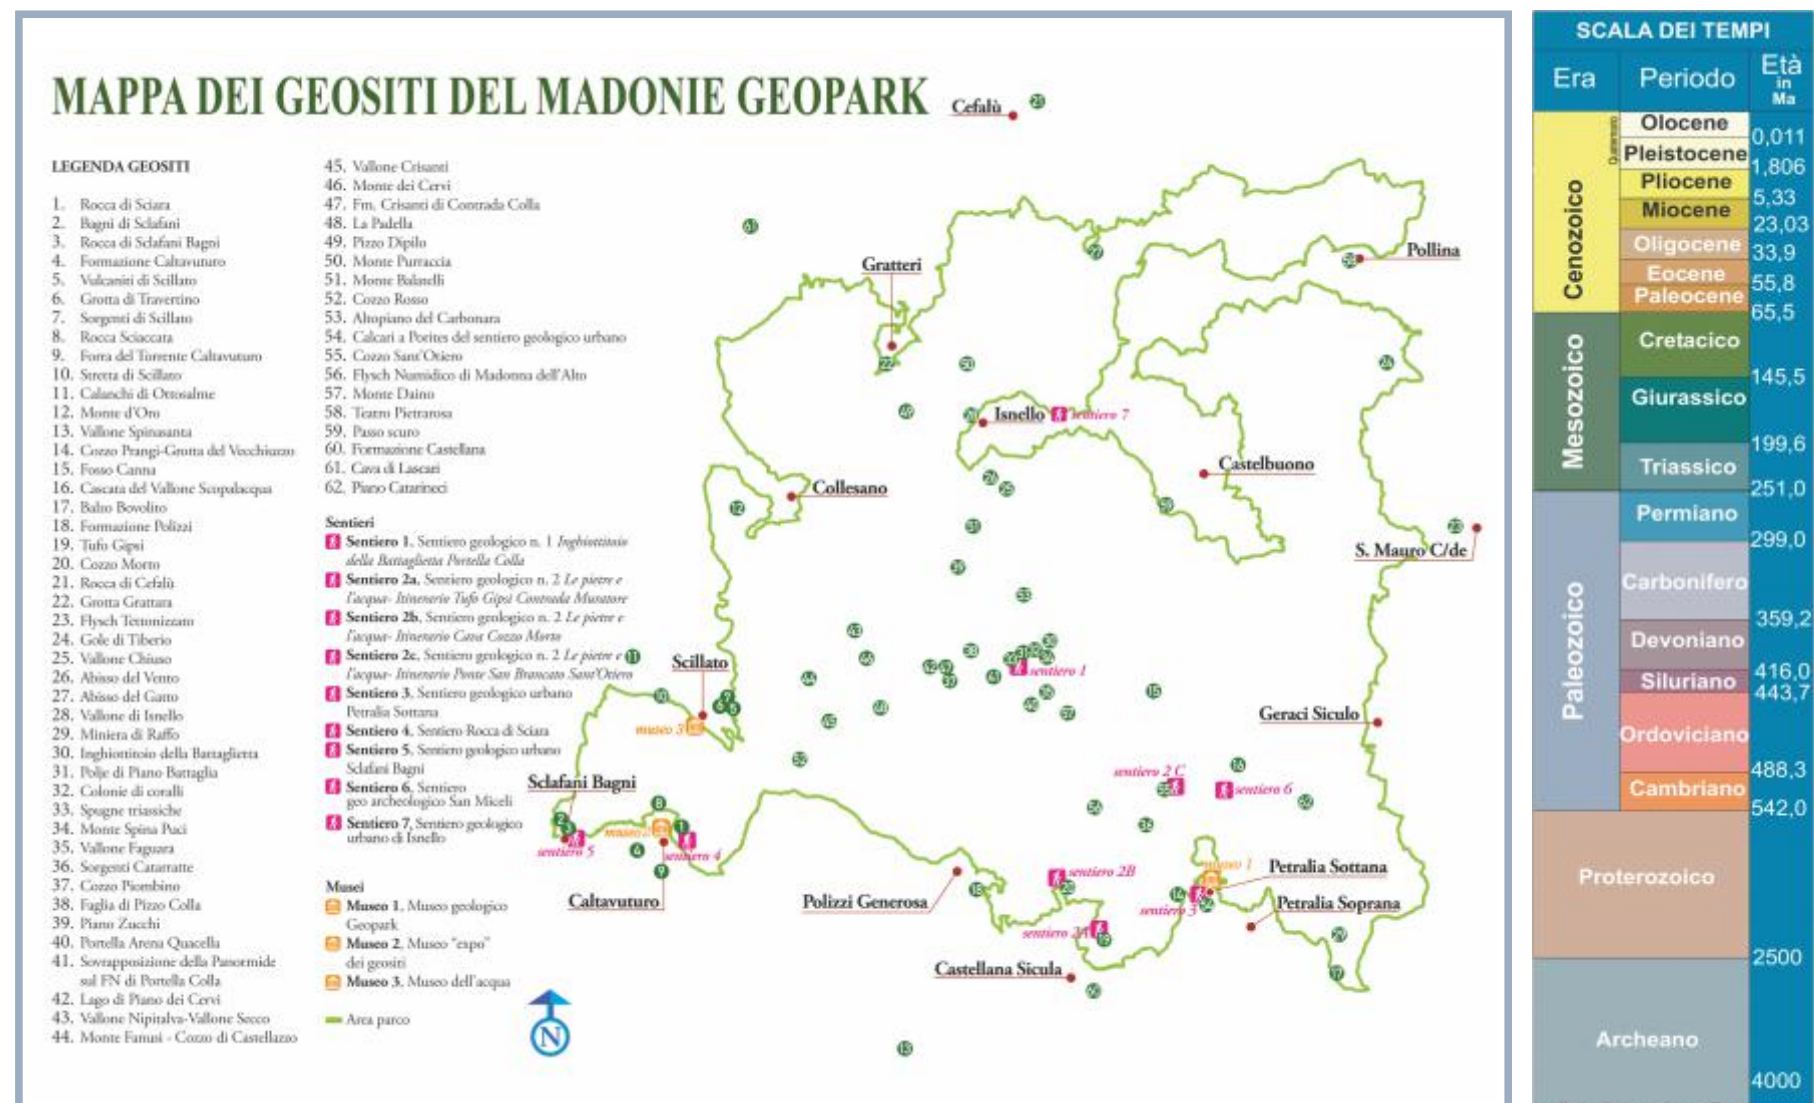 MAPPA DEI GEOSITI DEL MADONIE GEOPARK
LEGENDA GEOSITI
1. Rocca di Sciara
2. Bagni di Sclafani
3. Rocca di Sclafani Bagni
4. Formazione Caltavuturo
5. Vulcaniti di Scillato
6. Grotta di Travertino
7. Sorgenti di Scillato
8. Rocca Sciaccara
9. Forra del Torrente Caltavuturo
10. Stretta di Scillato
11. Calanchi di Ottosalme
12. Monte d'Oro
13. Vallone Spinasanta
14. Cozzo Prangi-Grotta del Vecchiuzzo
15. Fosso Canna
16. Cascata del Vallone Scopalacqua
17. Balzo Bovolito
18. Formazione Polizzi
19. Tufo Gipsi
20. Cozzo Morto
21. Rocca di Cefalù
22. Grotta Grattara
23. Flysch Tettonizzato
24. Gole di Tiberio
25. Vallone Chiuso
26. Abisso del Vento
27. Abisso del Gatto
28. Vallone di Isnello
29. Miniera di Raffo
30. Inghiottitoio della Battaglietta
31. Polje di Piano Battaglia
32. Colonie di coralli
33. Spugne triassiche
34. Monte Spina Puci
35. Vallone Faguara
36. Sorgenti Catarratte
37. Cozzo Piombino
38. Faglia di Pizzo Colla
39. Piano Zucchi
40. Portella Arena Quacella
41. Sovrapposizione della Panormide
sul FN di Portella Colla
42. Lago di Piano dei Cervi
43. Vallone Nipitalva-Vallone Secco
44. Monte Fanusi - Cozzo di Castellazzo
45. Vallone Crisanti
46. Monte dei Cervi
47. Fm. Crisanti di Contrada Colla
48. La Padella
49. Pizzo Dipilo
50. Monte Purraccia
51. Monte Balatelli
52. Cozzo Rosso
53. Altopiano del Carbonara
54. Calcari a Porites del sentiero geologico urbano
55. Cozzo Sant'Otiero
56. Flysch Numidico di Madonna dell'Alto
57. Monte Daino
58. Teatro Pietrarosa
59. Passo scuro
60. Formazione Castellana
61. Cava di Lascari
62. Piano Catarineci
Sentieri
Sentiero 1. Sentiero geologico n. 1 Inghiottitoio
della Battaglietta Portella Colla
Sentiero 2a. Sentiero geologico n. 2 Le pietre e
l'acqua- Itinerario Tufo Gipsi Contrada Muratore
Sentiero 2b. Sentiero geologico n. 2 Le pietre e
l'acqua- Itinerario Cava Cozzo Morto
Sentiero 2c. Sentiero geologico n. 2 Le pietre e
l'acqua- Itinerario Ponte San Brancato Sant'Otiero
Sentiero 3. Sentiero geologico urbano
Petralia Sottana
Sentiero 4. Sentiero Rocca di Sciara
Sentiero 5. Sentiero geologico urbano
Sclafani Bagni
Sentiero 6. Sentiero
geo archeologico San Miceli
Sentiero 7, Sentiero geologico
urbano di Isnello
Musei
Museo 1. Museo geologico
Geopark
Museo 2. Museo "expo"
dei geositi
Museo 3. Museo dell'acqua
Area parco
N
Cefalù
Pollina
Gratteri
Isnello
sentiero 7
Castelbuono
Collesano
S. Mauro C/de
Scillato
museo 3
sentiero 1
Geraci Siculo
sentiero 2 C
sentiero 6
Sclafani Bagni
museo 2
sentiero 5
sentiero 4
Caltavuturo
Polizzi Generosa
sentiero 2B
museo 1
Petralia Sottana
sentiero 3
Petralia Soprana
sentiero
Castellana Sicula
SCALA DEI TEMPI
Era
Periodo
Età
in
Ma
Cenozoico
Quaternario
Olocene
0,011
Pleistocene
1,806
Pliocene
5,33
Miocene
23,03
Oligocene
33,9
Eocene
55,8
Paleocene
65,5
Mesozoico
Cretacico
145,5
Giurassico
199,6
Triassico
251,0
Paleozoico
Permiano
299,0
Carbonifero
359,2
Devoniano
416,0
Siluriano
443,7
Ordoviciano
488,3
Cambriano
542,0
Proterozoico
2500
Archeano
4000